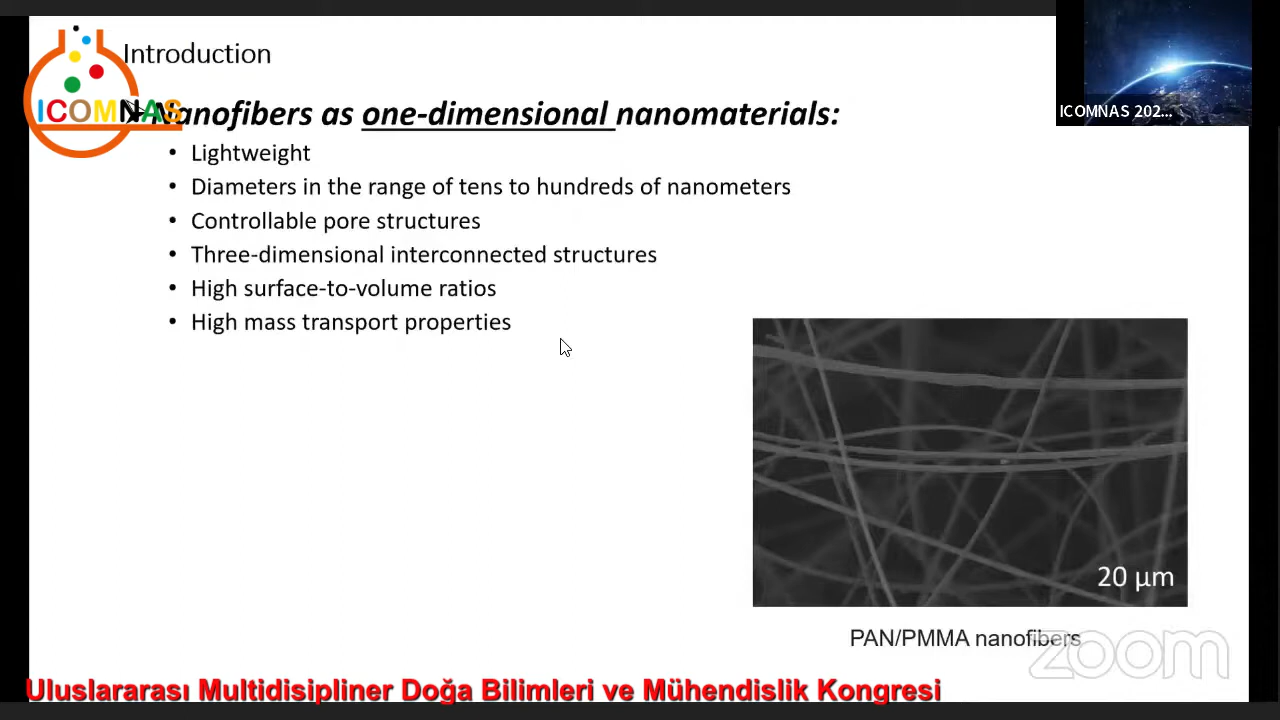 Introduction
ICOMNAS
Nanofibers as one-dimensional nanomaterials:
ICOMNAS 202...
• Lightweight
• Diameters in the range of tens to hundreds of nanometers
• Controllable pore structures
• Three-dimensional interconnected structures
• High surface-to-volume ratios
• High mass transport properties
20 µm
PAN/PMMA nanofibers
zoom
Uluslararası Multidisipliner Doğa Bilimleri ve Mühendislik Kongresi